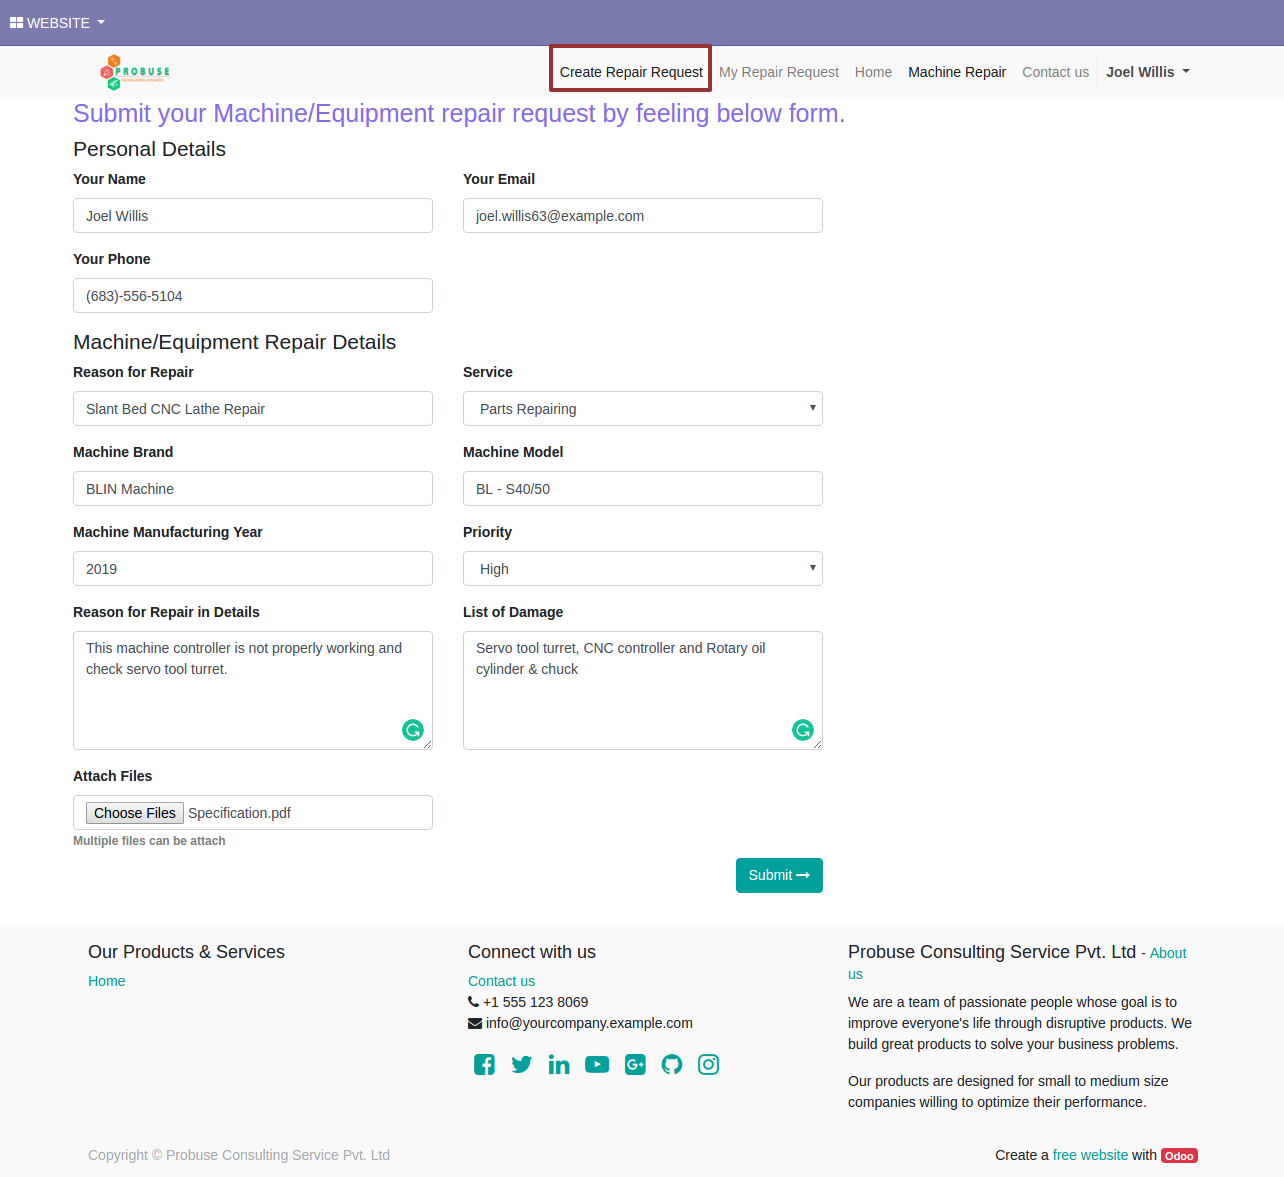 WEBSITE
PROBUSE
Create Repair Request My Repair Request Home Machine Repair Contact us Joel Willis
Submit your Machine/Equipment repair request by feeling below form.
Personal Details
Your Name Your Email
Joel Willis joel.willis63@example.com
Your Phone
(683)-556-5104
Machine/Equipment Repair Details
Reason for Repair Service
Slant Bed CNC Lathe Repair Parts Repairing
Machine Brand Machine Model
BLIN Machine BL - S40/50
Machine Manufacturing Year Priority
2019 High
Reason for Repair in Details
This machine controller is not properly working and
check servo tool turret.
List of Damage
Servo tool turret, CNC controller and Rotary oil
cylinder & chuck
Attach Files
Choose Files Specification.pdf
Multiple files can be attach
Submit
Our Products & Services
Home
Connect with us
Contact us
+1 555 123 8069
info@yourcompany.example.com
Probuse Consulting Service Pvt. Ltd - About
us
We are a team of passionate people whose goal is to
improve everyone's life through disruptive products. We
build great products to solve your business problems.
Our products are designed for small to medium size
companies willing to optimize their performance.
Copyright © Probuse Consulting Service Pvt. Ltd
Create a free website with Odoo